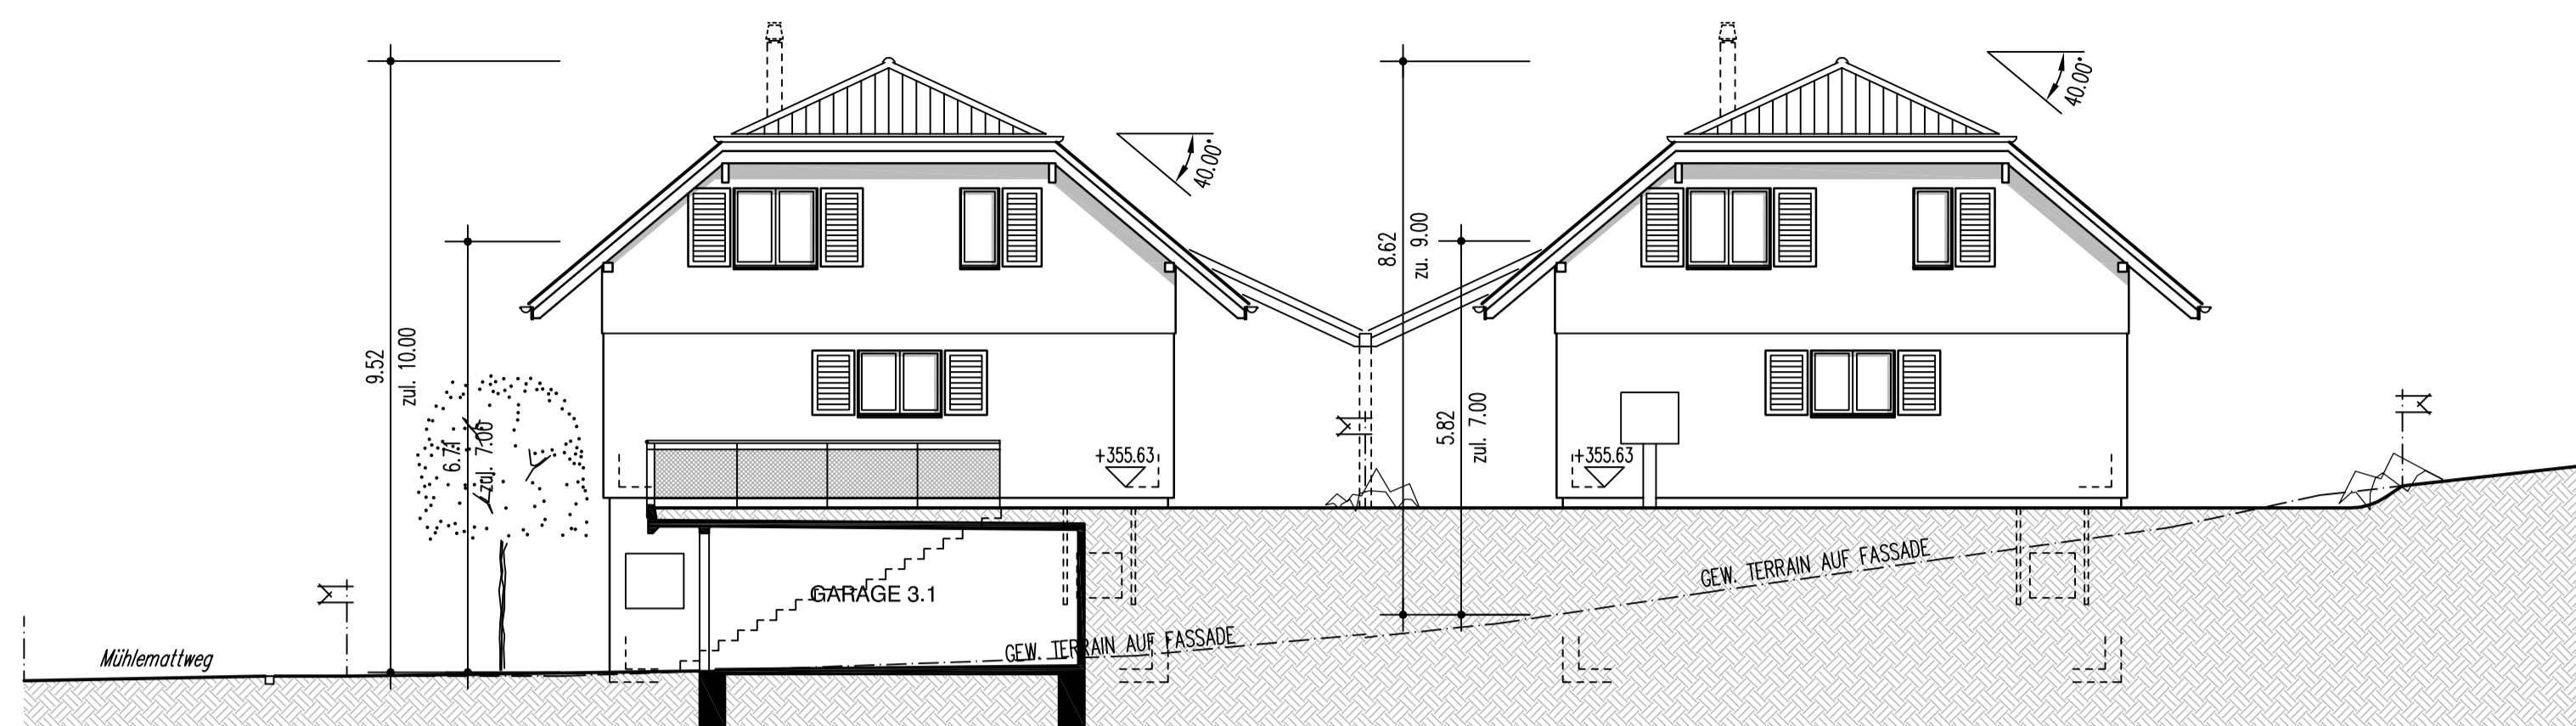 40.00°
40.00°
9.52
zul. 10.00
8.62
zu. 9.00
6.71
zul. 7.00
5.82
zul. 7.00
+355.63
+355.63
GARAGE 3.1
GEW. TERRAIN AUF FASSADE
GEW. TERRAIN AUF FASSADE
Mühlemattweg